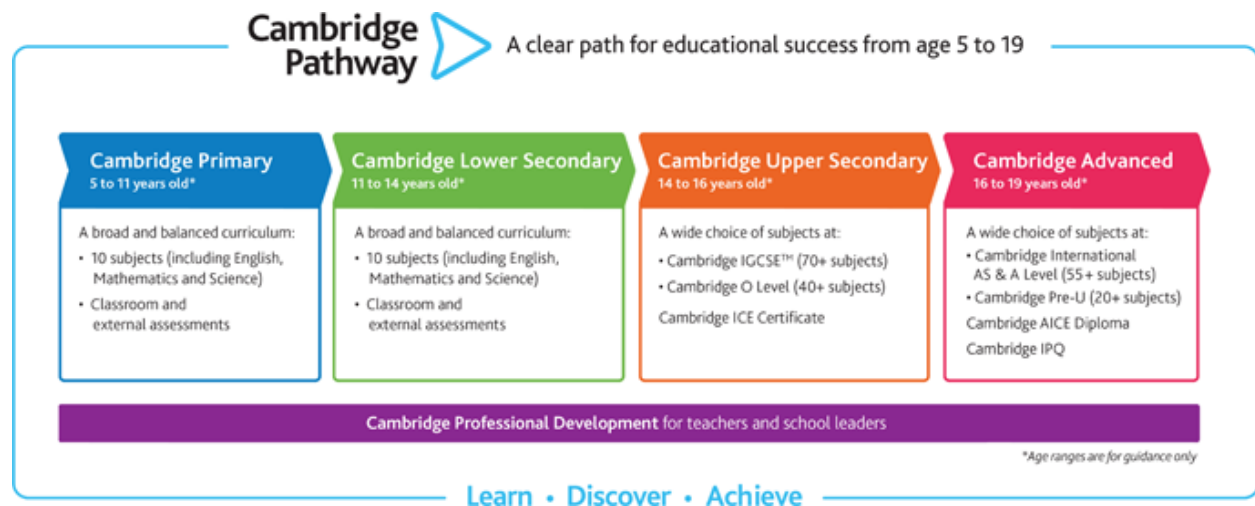 Cambridge
Pathway
A clear path for educational success from age 5 to 19
Cambridge Primary
5 to 11 years old*
A broad and balanced curriculum:
• 10 subjects (including English,
Mathematics and Science)
• Classroom and
external assessments
Cambridge Lower Secondary
11 to 14 years old*
A broad and balanced curriculum:
• 10 subjects (including English,
Mathematics and Science)
• Classroom and
external assessments
Cambridge Upper Secondary
14 to 16 years old*
A wide choice of subjects at:
• Cambridge IGCSE™ (70+ subjects)
• Cambridge O Level (40+ subjects)
Cambridge ICE Certificate
Cambridge Advanced
16 to 19 years old*
A wide choice of subjects at:
• Cambridge International
AS & A Level (55+ subjects)
• Cambridge Pre-U (20+ subjects)
Cambridge AICE Diploma
Cambridge IPQ
Cambridge Professional Development for teachers and school leaders
*Age ranges are for guidance only
Learn • Discover • Achieve